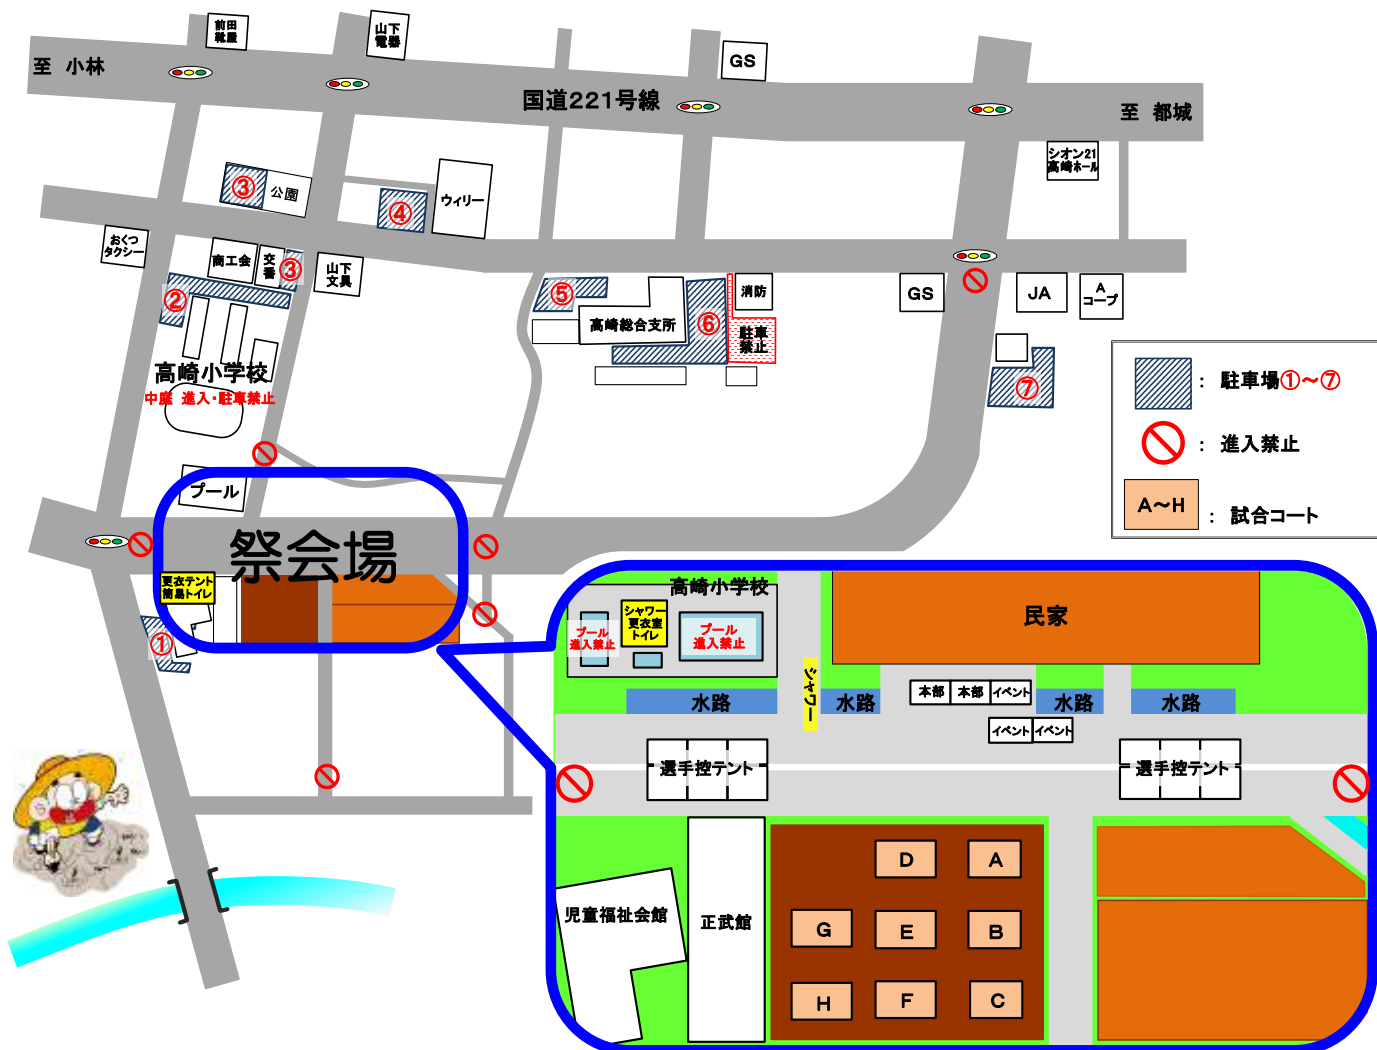 前田
靴屋
山下
電器
GS
至 小林
国道221号線
至 都城
シオン21
高崎ホール
③
公園
④
ウィリー
おくつ
タクシー
商工会
交
番
③
山下
文具
②
⑤
高崎総合支所
⑥
消防
駐車
禁止
GS
JA
A
コープ
⑦
高崎小学校
中庭 進入・駐車禁止
プール
祭会場
更衣テント
簡易トイレ
①
: 駐車場①～⑦
: 進入禁止
A～H
: 試合コート
高崎小学校
プール
進入禁止
シャワー
更衣室
トイレ
プール
進入禁止
民家
シャワー
水路
水路
本部
本部
イベント
水路
水路
イベント
イベント
選手控テント
選手控テント
児童福祉会館
正武館
D
A
G
E
B
H
F
C